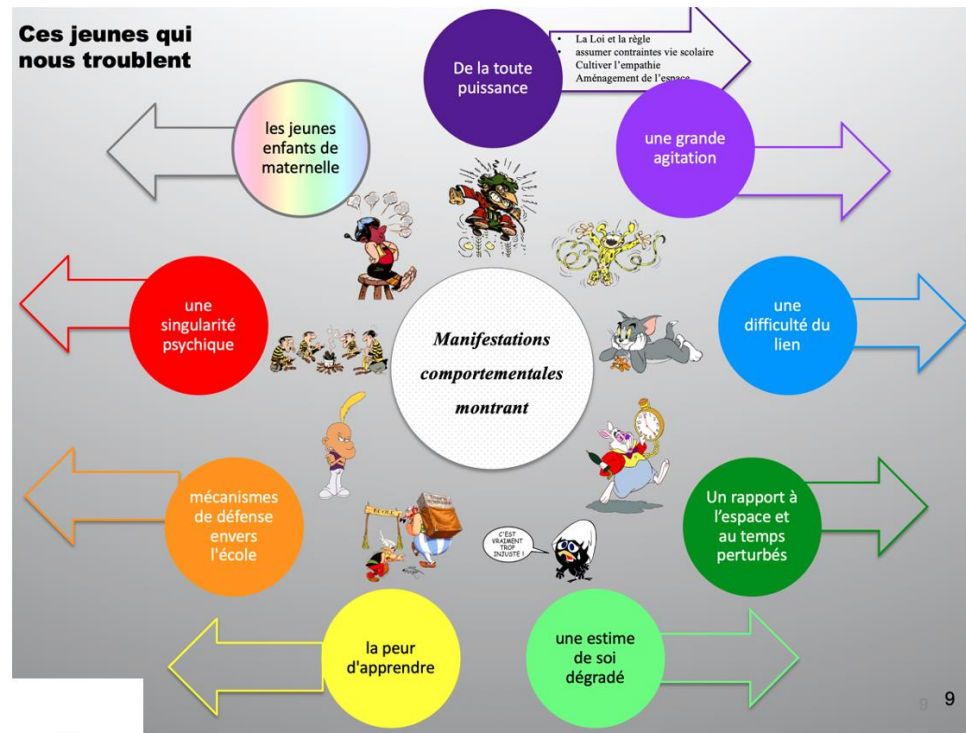 Ces jeunes qui
nous troublent
De la toute
puissance
• La Loi et la règle
• assumer contraintes vie scolaire
Cultiver l'empathie
Aménagement de l'espace
une grande
agitation
une
difficulté du
lien
Un rapport à
l'espace et
au temps
perturbés
une estime
de soi
dégradé
la peur
d'apprendre
mécanismes
de défense
envers
l'école
une
singularité
psychique
les jeunes
enfants de
maternelle
Manifestations
comportementales
montrant
ECOLE
C'EST
VRAIMENT
TROP
INJUSTE !
9 9